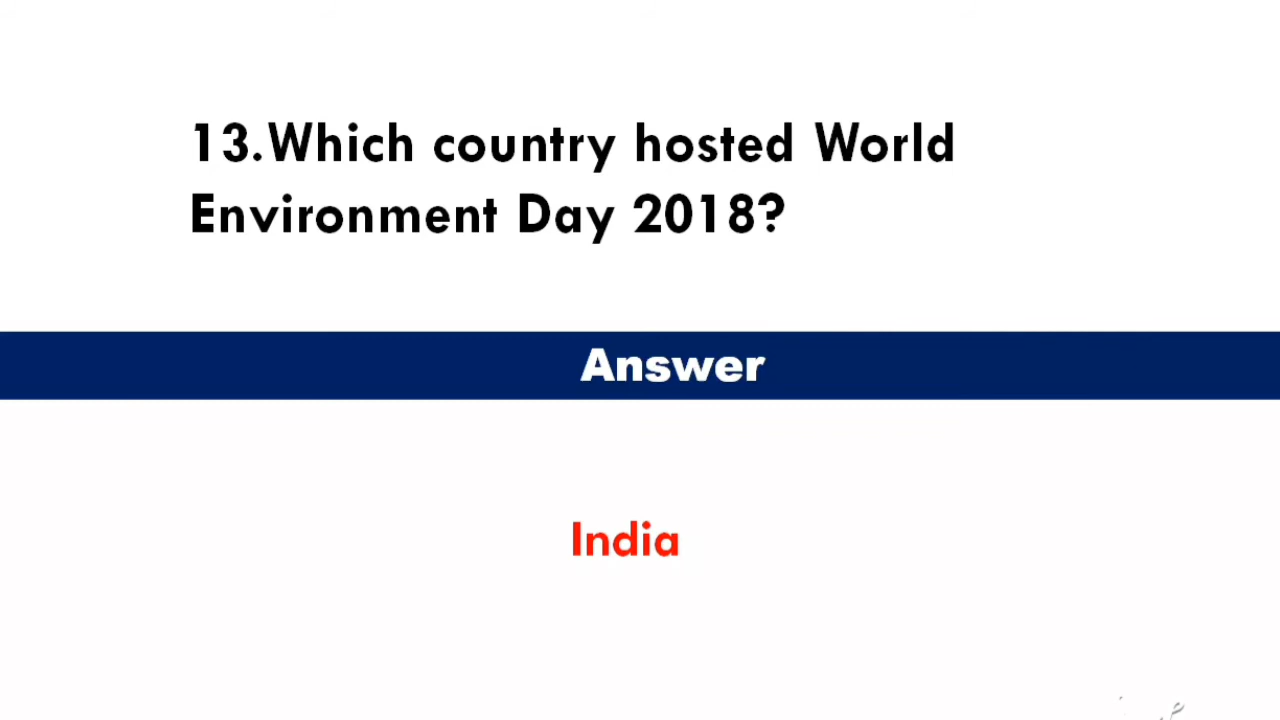 13.Which country hosted World
Environment Day 2018?
Answer
India